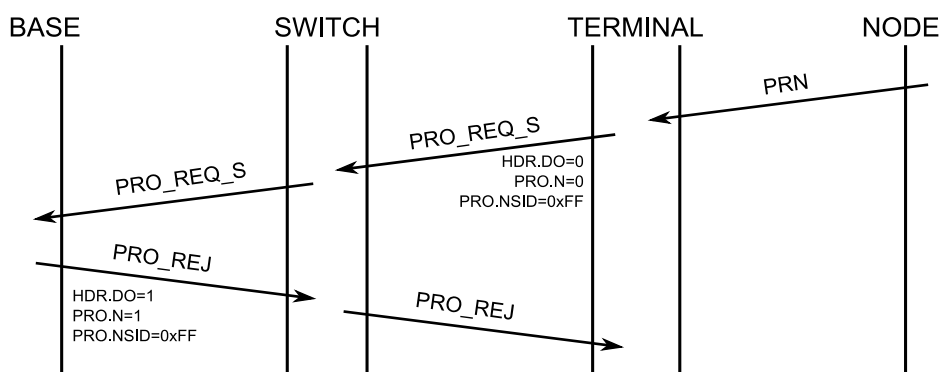 BASE
SWITCH
TERMINAL
NODE
PRN
PRO_REQ_S
HDR.DO=0
PRO.N=0
PRO.NSID=0xFF
PRO_REQ_S
PRO_REJ
HDR.DO=1
PRO.N=1
PRO.NSID=0xFF
PRO_REJ